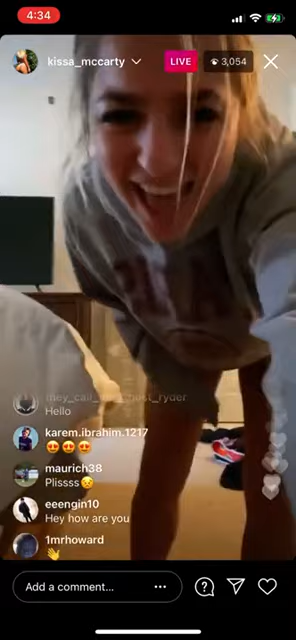 4:34
kissa_mccarty
LIVE
3,054
Hello
karem.ibrahim.1217
😍😍😍
maurich38
Plissss😣
eeengin10
Hey how are you
1mrhoward
👋
Add a comment...